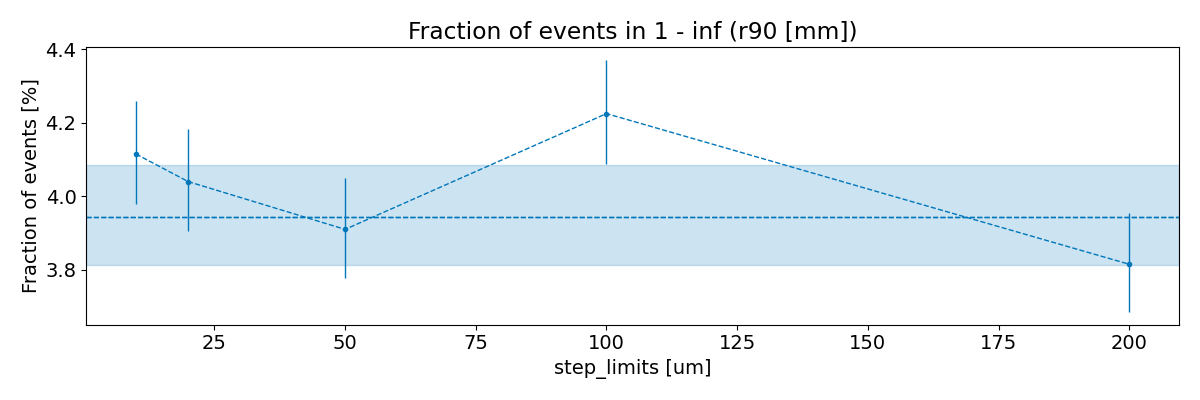 Fraction of events in 1 - inf (r90 [mm])
Fraction of events [%]
4.4
4.2
4.0
3.8
25 50 75 100 125 150 175 200
step_limits [um]